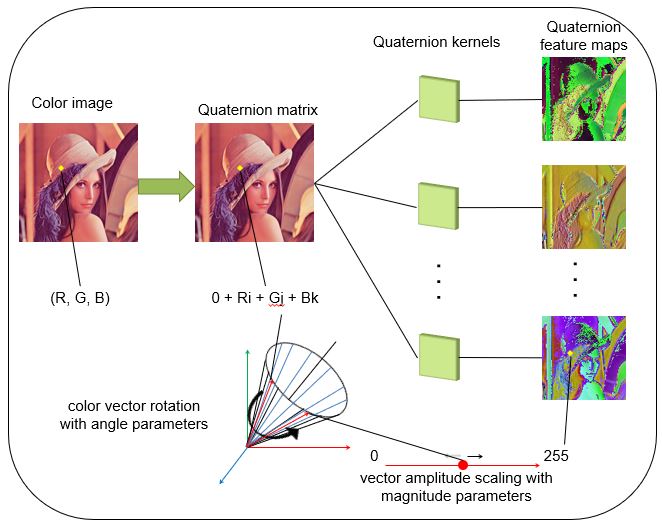 Color image
Quaternion matrix
Quaternion kernels
Quaternion
feature maps
(R, G, B)
0 + Ri + Gj + Bk
color vector rotation
with angle parameters
0
255
vector amplitude scaling with
magnitude parameters